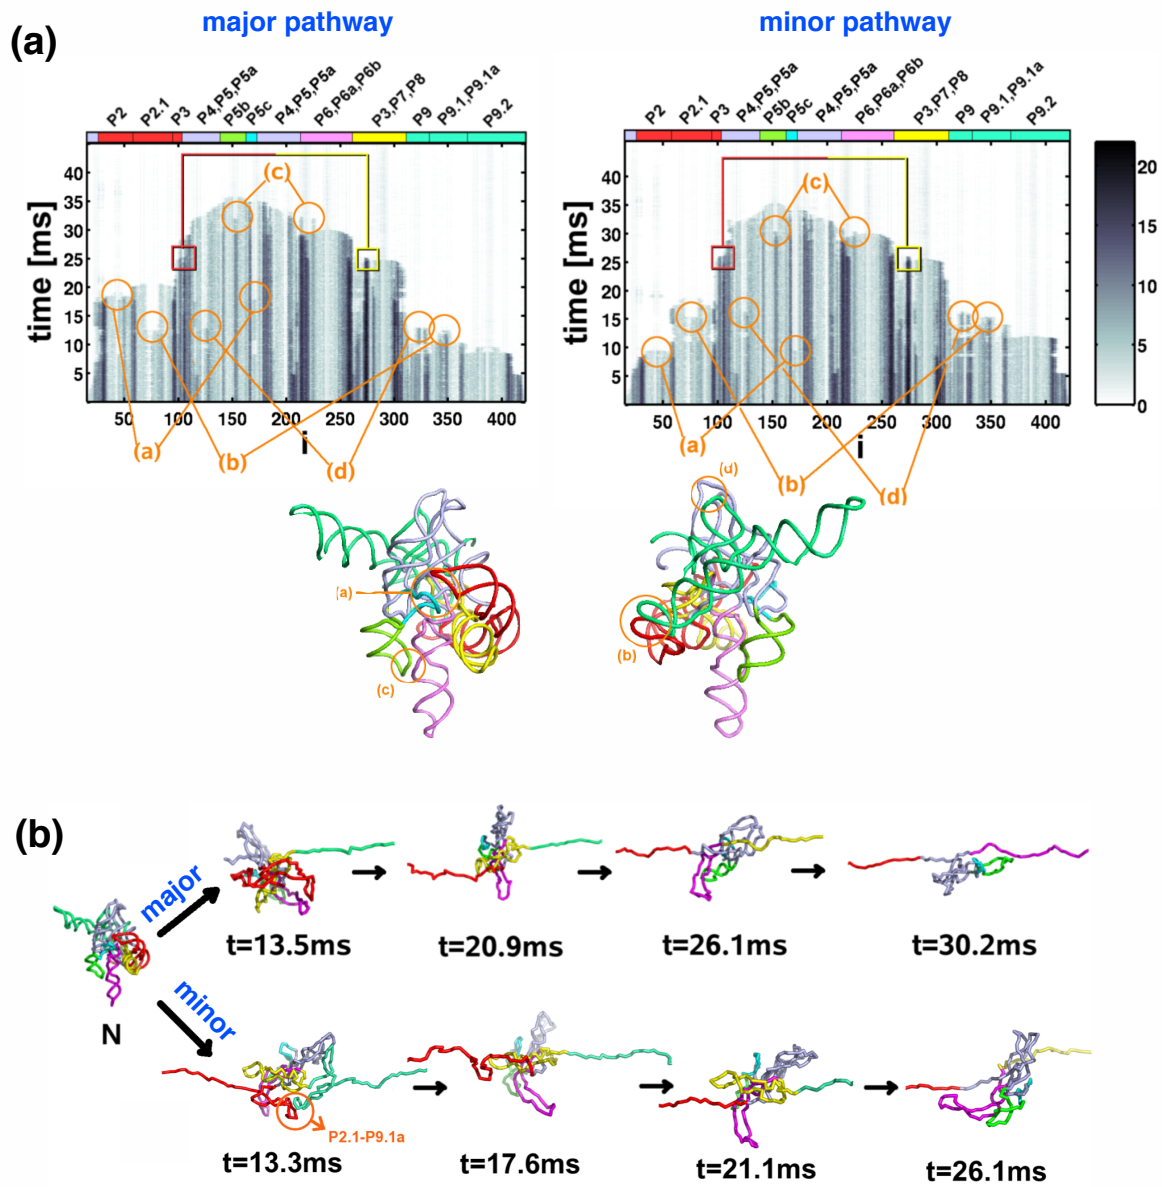 (a)
major pathway
minor pathway
P2
P2.1
P3
P4,P5,P5a
P5b
P5c
P4,P5,P5a
P6,P6a,P6b
P3,P7,P8
P9
P9.1,P9.1a
P9.2
P2
P2.1
P3
P4,P5,P5a
P5b
P5c
P4,P5,P5a
P6,P6a,P6b
P3,P7,P8
P9
P9.1,P9.1a
P9.2
time [ms]
40
35
30
25
20
15
10
5
50 100 150 200 250 300 350 400
i
(c)
(a)
(b)
(d)
time [ms]
40
35
30
25
20
15
10
5
50 100 150 200 250 300 350 400
i
(c)
(a)
(b)
(d)
20
15
10
5
0
(a)
(c)
(d)
(b)
(b)
major
minor
N
t=13.5ms
t=20.9ms
t=26.1ms
t=30.2ms
P2.1-P9.1a
t=13.3ms
t=17.6ms
t=21.1ms
t=26.1ms